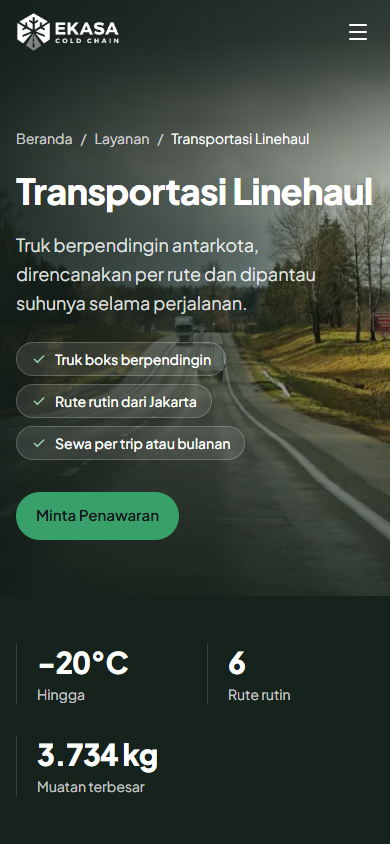 EKASA
COLD CHAIN
Beranda / Layanan / Transportasi Linehaul
Transportasi Linehaul
Truk berpendingin antarkota,
direncanakan per rute dan dipantau
suhunya selama perjalanan.
Truk boks berpendingin
Rute rutin dari Jakarta
Sewa per trip atau bulanan
Minta Penawaran
−20°C
Hingga
6
Rute rutin
3.734 kg
Muatan terbesar